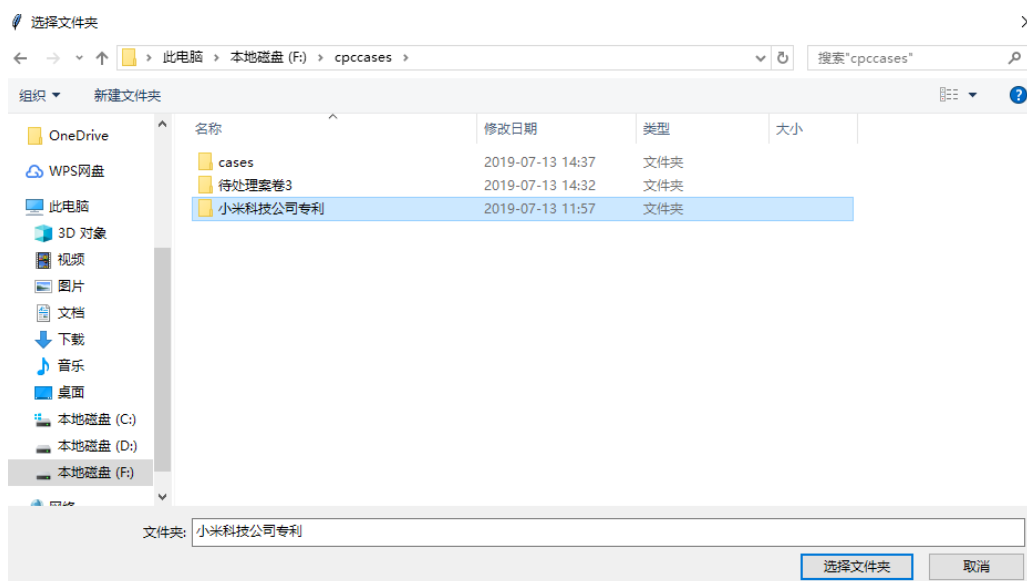 选择文件夹
此电脑 › 本地磁盘 (F:) › cpccases ›
搜索"cpccases"
组织 新建文件夹
名称 修改日期 类型 大小
OneDrive
WPS网盘
此电脑
3D 对象
视频
图片
文档
下载
音乐
桌面
本地磁盘 (C:)
本地磁盘 (D:)
本地磁盘 (F:)
cases 2019-07-13 14:37 文件夹
待处理案卷3 2019-07-13 14:32 文件夹
小米科技公司专利 2019-07-13 11:57 文件夹
文件夹: 小米科技公司专利
选择文件夹 取消